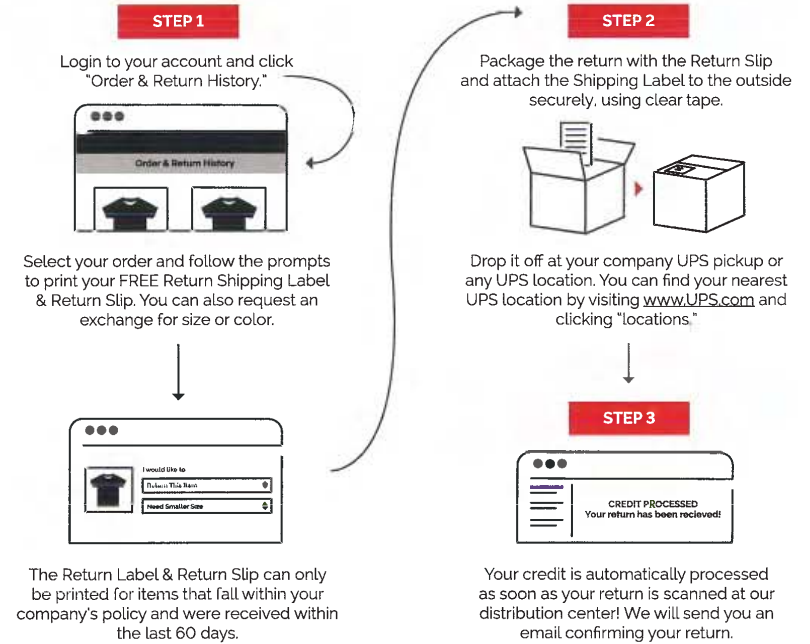 STEP 1
Login to your account and click
"Order & Return History."
Order & Return History
Select your order and follow the prompts
to print your FREE Return Shipping Label
& Return Slip. You can also request an
exchange for size or color.
I would like to
Return This Item
Need Smaller Size
The Return Label & Return Slip can only
be printed for items that fall within your
company's policy and were received within
the last 60 days.
STEP 2
Package the return with the Return Slip
and attach the Shipping Label to the outside
securely, using clear tape.
Drop it off at your company UPS pickup or
any UPS location. You can find your nearest
UPS location by visiting www.UPS.com and
clicking "locations."
STEP 3
CREDIT PROCESSED
Your return has been recieved!
Your credit is automatically processed
as soon as your return is scanned at our
distribution center! We will send you an
email confirming your return.